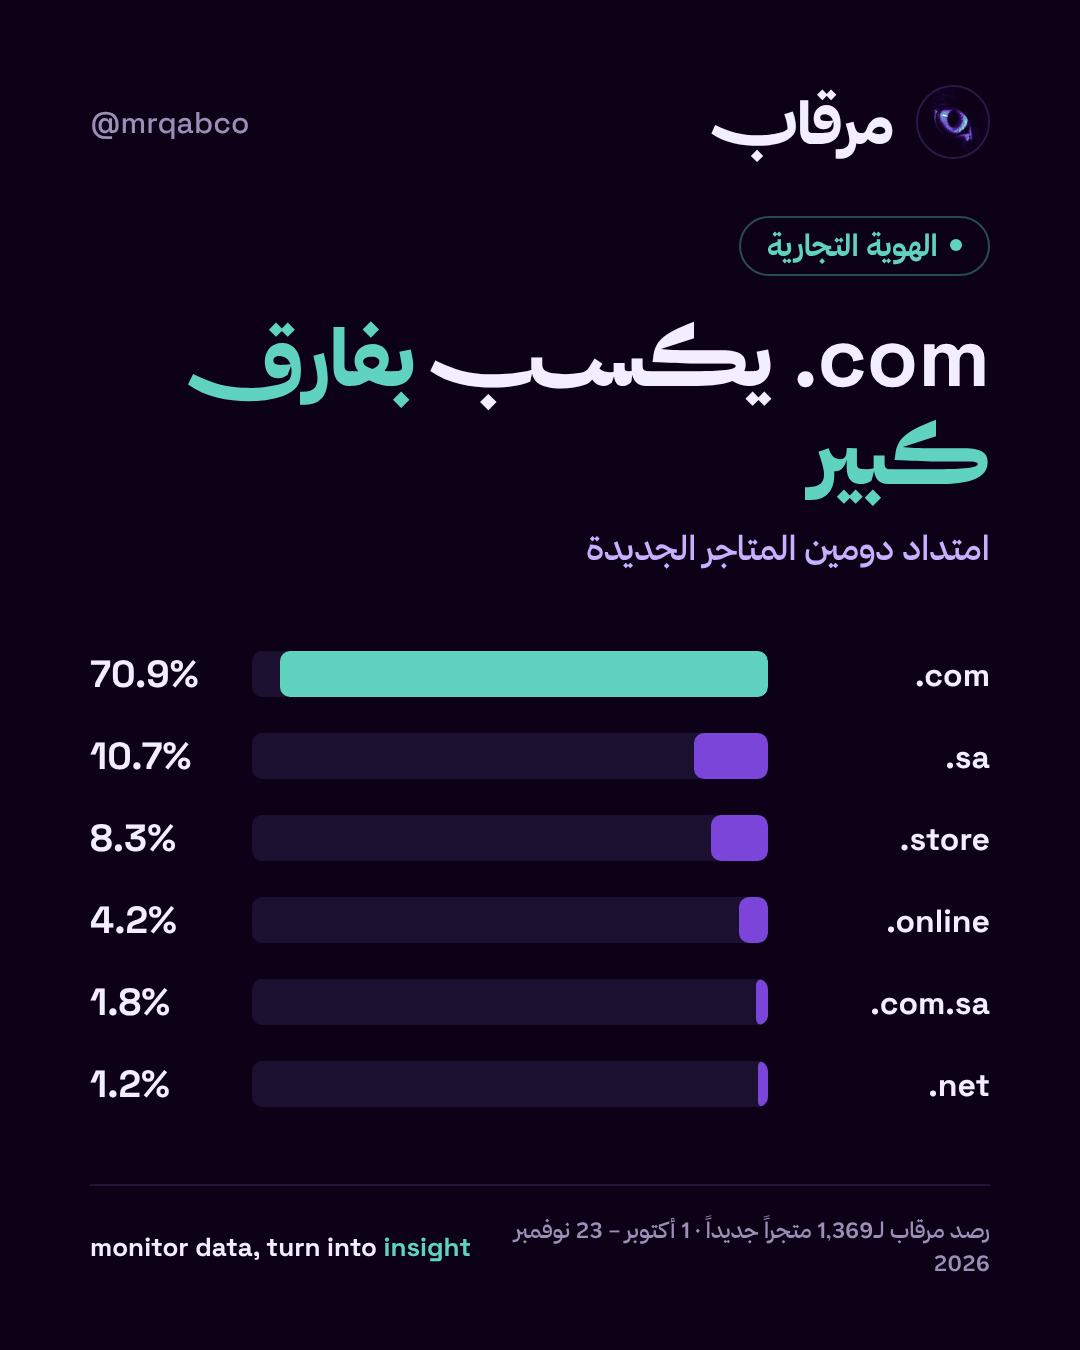 مرقاب
@mrqabco
الهوية التجارية
.com يكسب بفارق
كبير
امتداد دومين المتاجر الجديدة
.com 70.9%
.sa 10.7%
.store 8.3%
.online 4.2%
.com.sa 1.8%
.net 1.2%
رصد مرقاب لـ1,369 متجراً جديداً · 1 أكتوبر – 23 نوفمبر
2026
monitor data, turn into insight